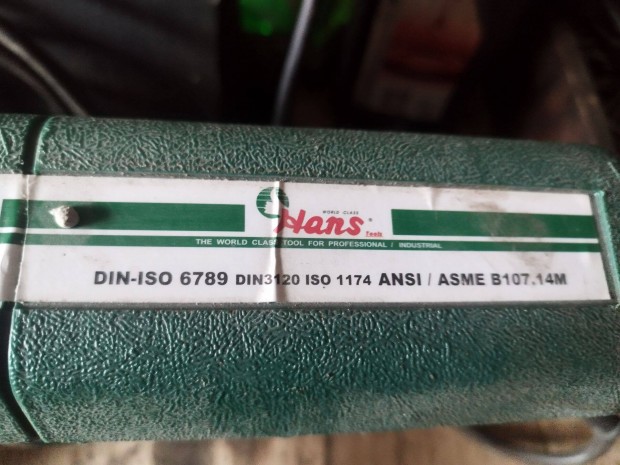 WORLD CLASS
Hans®
Tools
THE WORLD CLASS TOOL FOR PROFESSIONAL / INDUSTRIAL
DIN-ISO 6789 DIN3120 ISO 1174 ANSI / ASME B107.14M